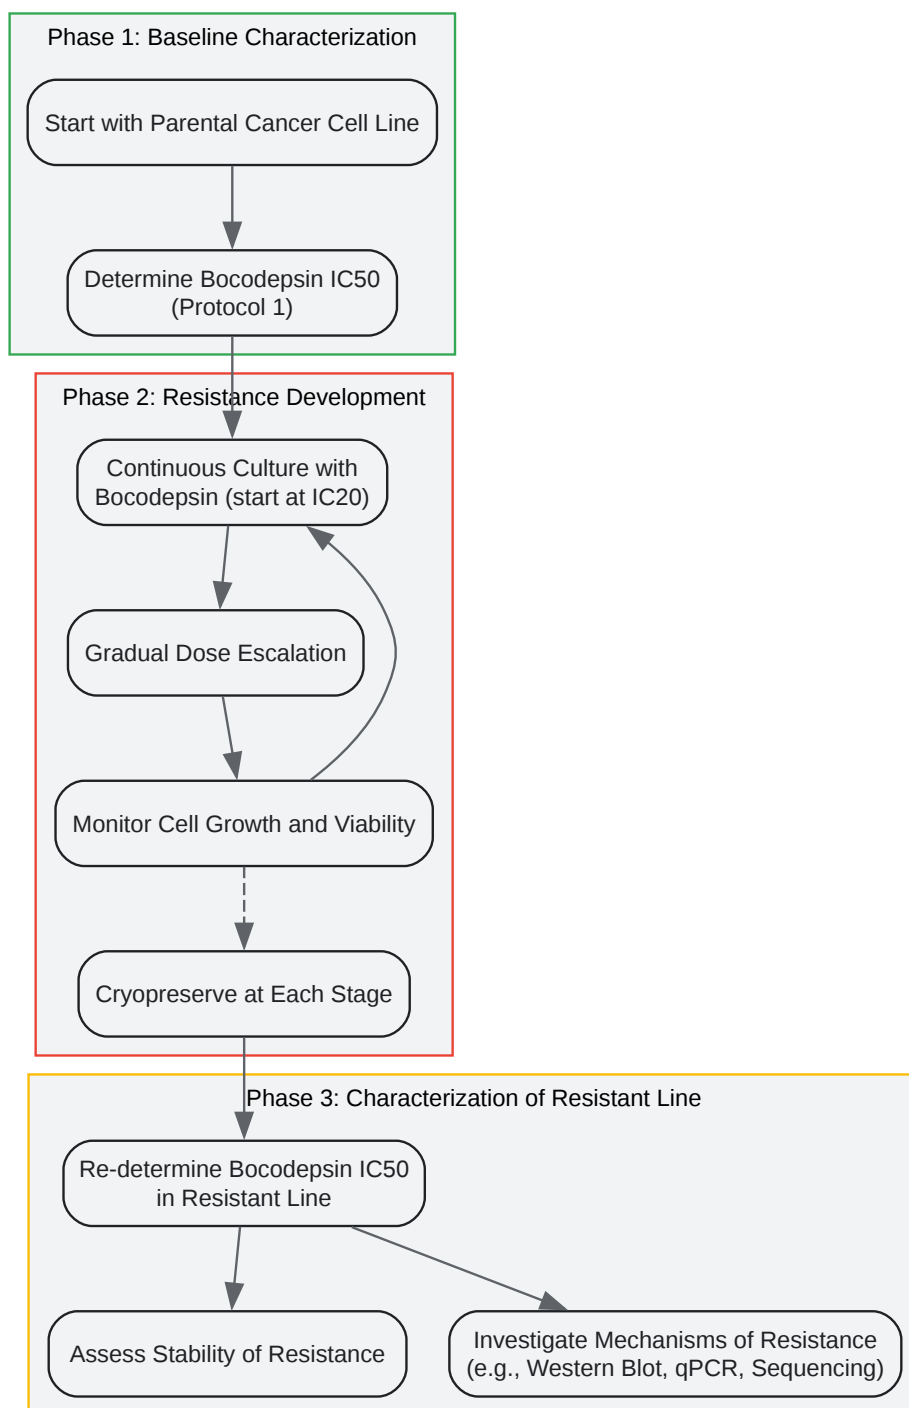 Phase 1: Baseline Characterization
Start with Parental Cancer Cell Line
Determine Bocodepsin IC50
(Protocol 1)
Phase 2: Resistance Development
Continuous Culture with
Bocodepsin (start at IC20)
Gradual Dose Escalation
Monitor Cell Growth and Viability
Cryopreserve at Each Stage
Phase 3: Characterization of Resistant Line
Re-determine Bocodepsin IC50
in Resistant Line
Assess Stability of Resistance
Investigate Mechanisms of Resistance
(e.g., Western Blot, qPCR, Sequencing)